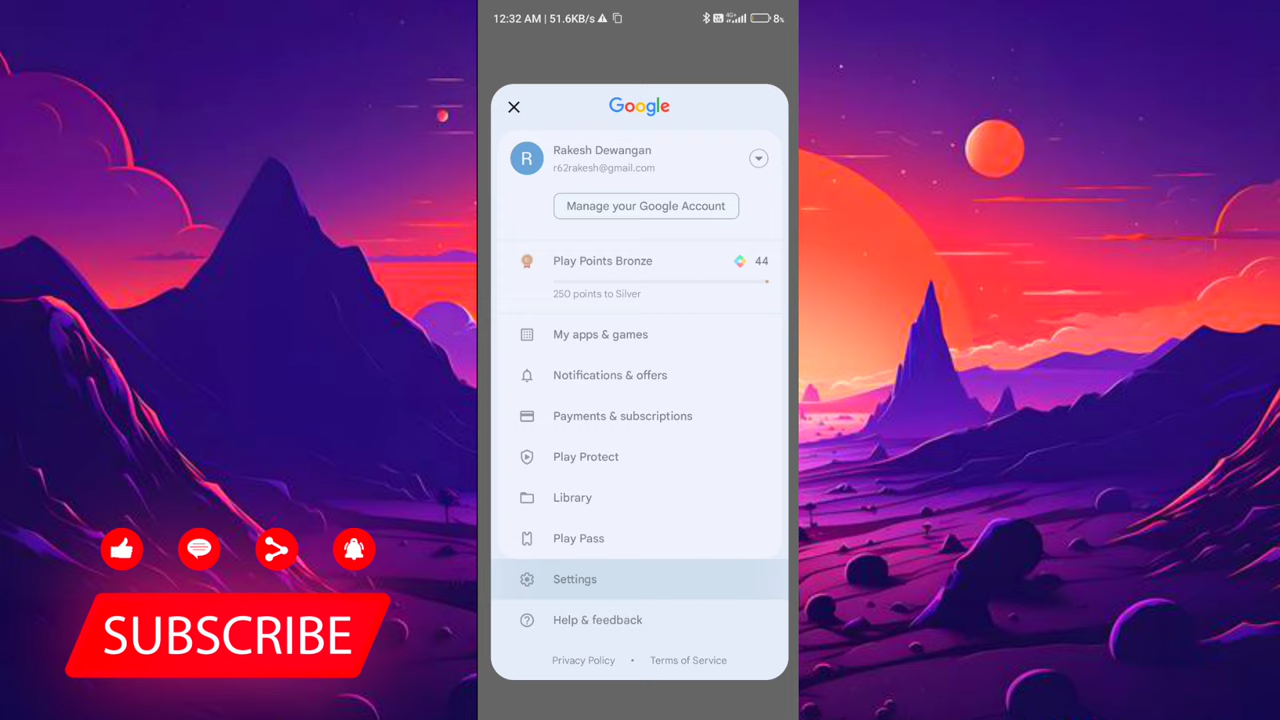 12:32 AM | 51.6KB/s
8%
Google
R
Rakesh Dewangan
r62rakesh@gmail.com
Manage your Google Account
Play Points Bronze
44
250 points to Silver
My apps & games
Notifications & offers
Payments & subscriptions
Play Protect
Library
Play Pass
Settings
Help & feedback
Privacy Policy • Terms of Service
SUBSCRIBE